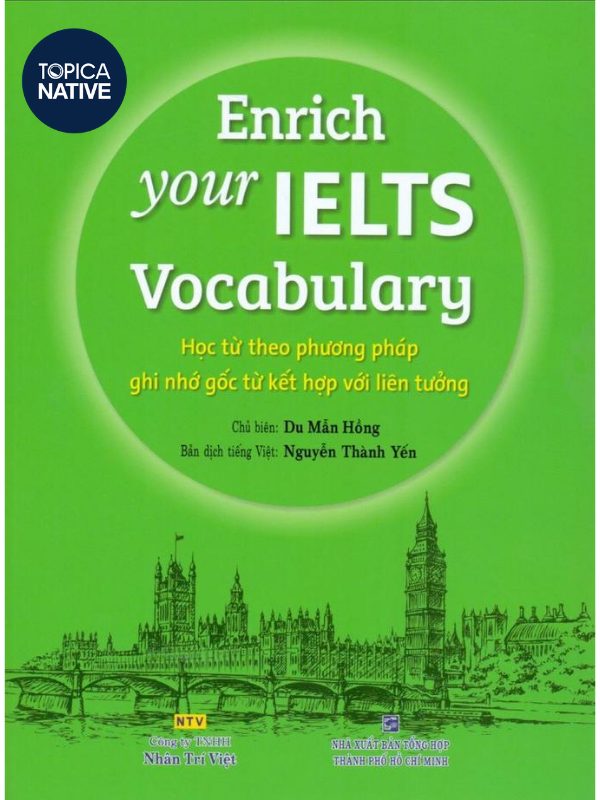 TOPICA
NATIVE
Enrich
your IELTS
Vocabulary
Học từ theo phương pháp
ghi nhớ gốc từ kết hợp với liên tưởng
Chủ biên: Du Mẫn Hồng
Bản dịch tiếng Việt: Nguyễn Thành Yến
NTV
Công ty TNHH
Nhân Trí Việt
NHÀ XUẤT BẢN TỔNG HỢP
THÀNH PHỐ HỒ CHÍ MINH